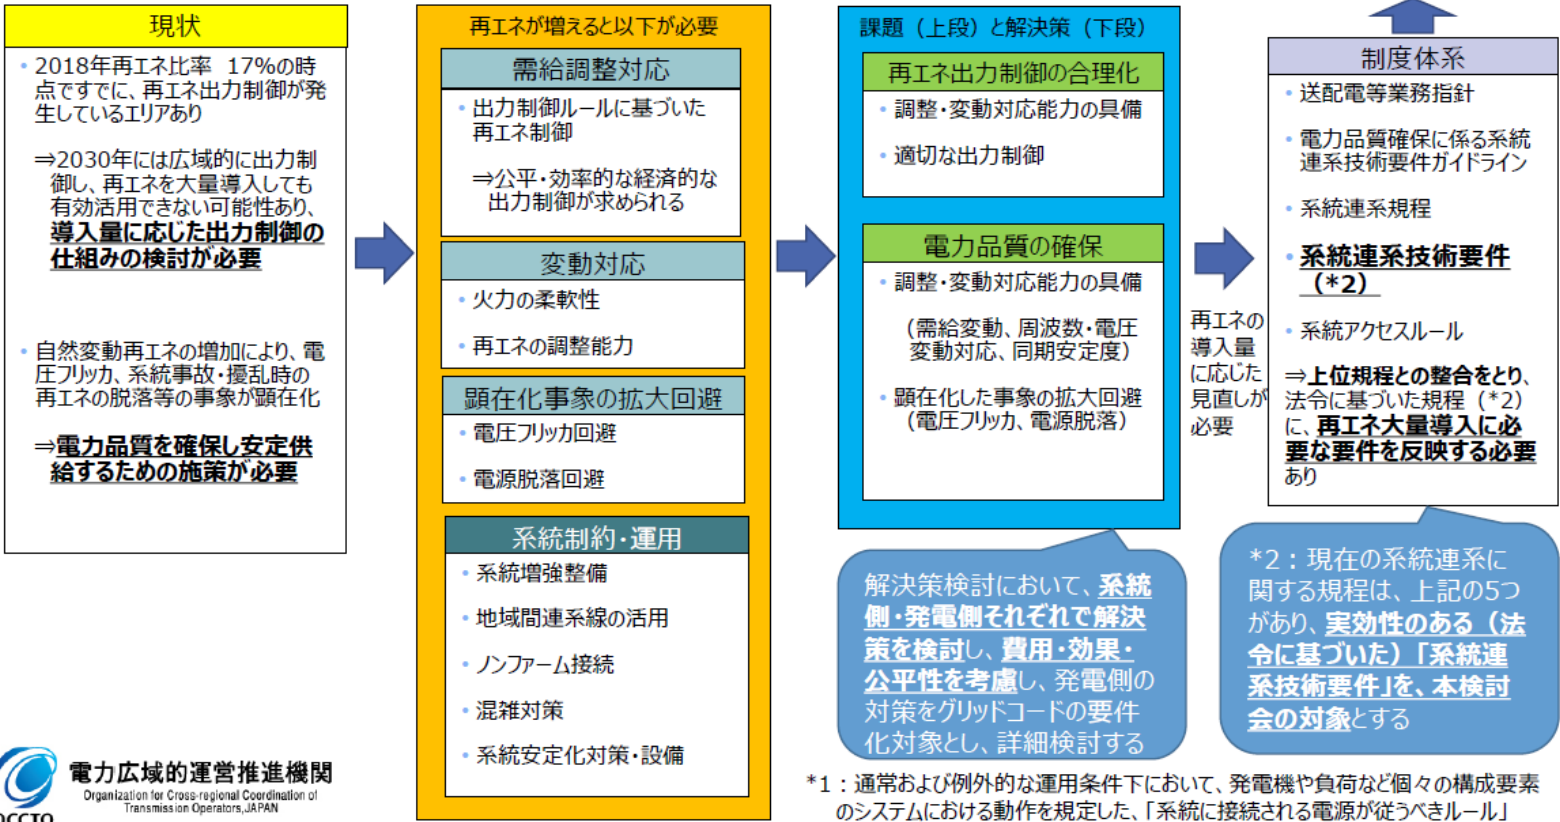 現状
・2018年再エネ比率　17%の時
点ですでに、再エネ出力制御が発
生しているエリアあり
⇒2030年には広域的に出力制
御し、再エネを大量導入しても
有効活用できない可能性あり、
導入量に応じた出力制御の
仕組みの検討が必要
・自然変動再エネの増加により、電
圧フリッカ、系統事故・擾乱時の
再エネの脱落等の事象が顕在化
⇒電力品質を確保し安定供
給するための施策が必要
再エネが増えると以下が必要
需給調整対応
・出力制御ルールに基づいた
再エネ制御
⇒公平・効率的な経済的な
出力制御が求められる
変動対応
・火力の柔軟性
・再エネの調整能力
顕在化事象の拡大回避
・電圧フリッカ回避
・電源脱落回避
系統制約・運用
・系統増強整備
・地域間連系線の活用
・ノンファーム接続
・混雑対策
・系統安定化対策・設備
課題（上段）と解決策（下段）
再エネ出力制御の合理化
・調整・変動対応能力の具備
・適切な出力制御
電力品質の確保
・調整・変動対応能力の具備
（需給変動、周波数・電圧
変動対応、同期安定度）
・顕在化した事象の拡大回避
（電圧フリッカ、電源脱落）
再エネの
導入量
に応じた
見直しが
必要
制度体系
・送配電等業務指針
・電力品質確保に係る系統
連系技術要件ガイドライン
・系統連系規程
・系統連系技術要件
（*2）
・系統アクセスルール
⇒上位規程との整合をとり、
法令に基づいた規程（*2）
に、再エネ大量導入に必
要な要件を反映する必要
あり
解決策検討において、系統
側・発電側それぞれで解決
策を検討し、費用・効果・
公平性を考慮し、発電側の
対策をグリッドコードの要件
化対象とし、詳細検討する
*2：現在の系統連系に
関する規程は、上記の5つ
があり、実効性のある（法
令に基づいた）「系統連
系技術要件」を、本検討
会の対象とする
電力広域的運営推進機関
Organization for Cross-regional Coordination of
Transmission Operators,JAPAN
OCCTO
*1：通常および例外的な運用条件下において、発電機や負荷など個々の構成要素
のシステムにおける動作を規定した、「系統に接続される電源が従うべきルール」